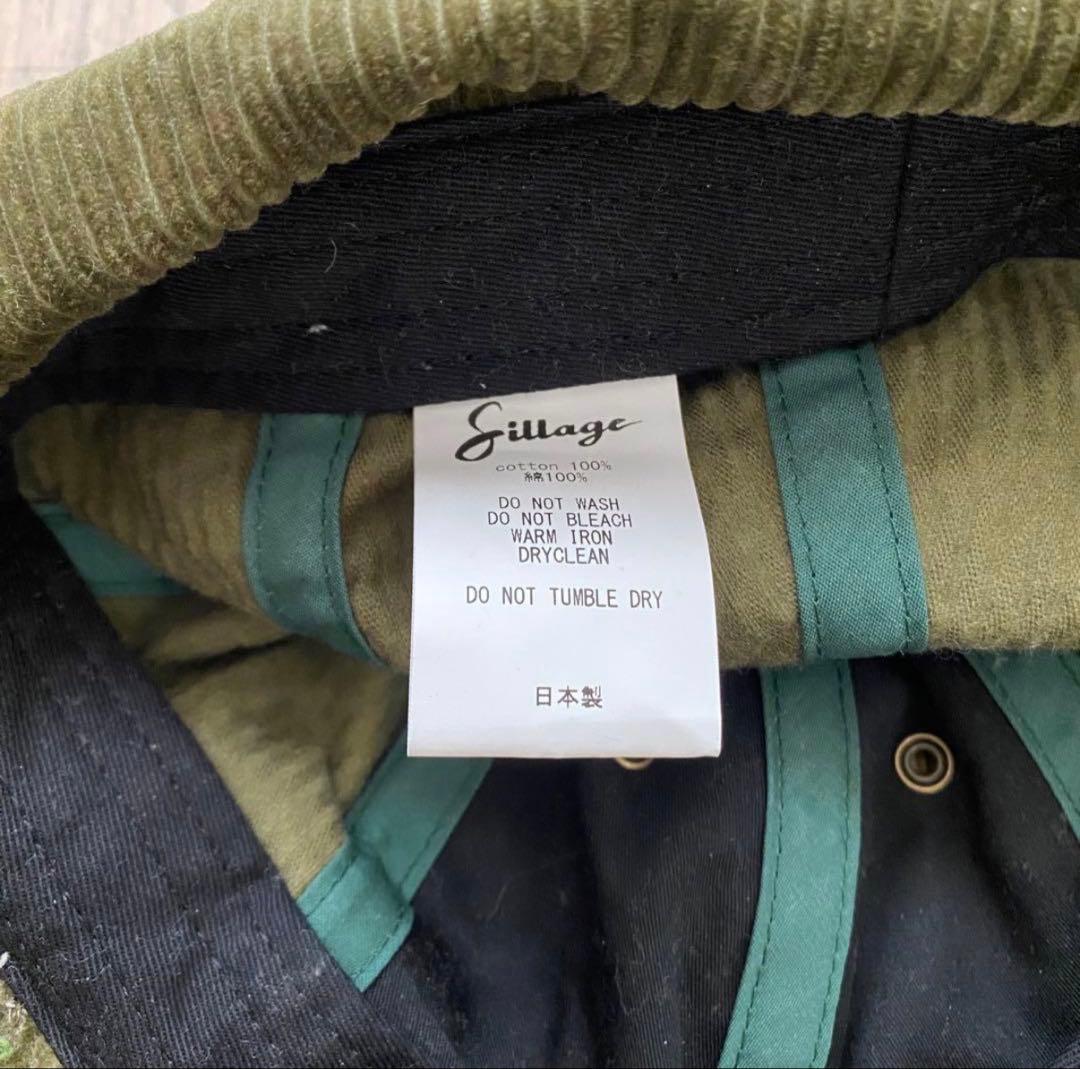 Sillage
cotton 100%
綿100%
DO NOT WASH
DO NOT BLEACH
WARM IRON
DRYCLEAN
DO NOT TUMBLE DRY
日本製